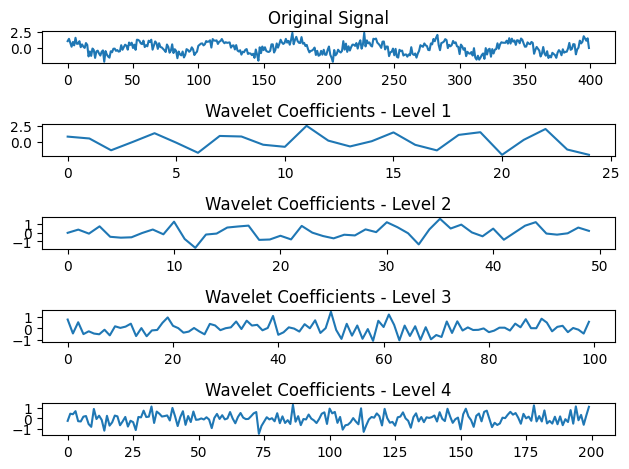 Original Signal
2.5
0.0
0 50 100 150 200 250 300 350 400
Wavelet Coefficients - Level 1
2.5
0.0
0 5 10 15 20 25
Wavelet Coefficients - Level 2
1
0
−1
0 10 20 30 40 50
Wavelet Coefficients - Level 3
1
0
−1
0 20 40 60 80 100
Wavelet Coefficients - Level 4
1
0
−1
0 25 50 75 100 125 150 175 200